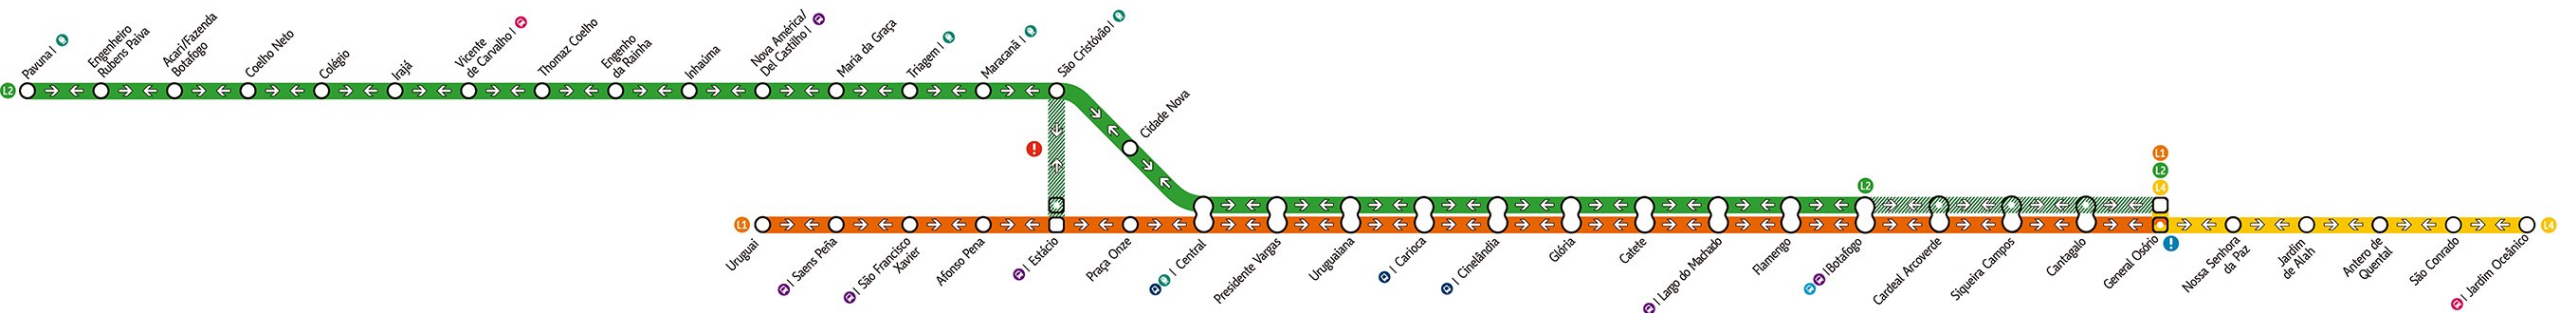 L2
Pavuna |
Engenheiro
Rubens Paiva
Acari/Fazenda
Botafogo
Coelho Neto
Colégio
Irajá
Vicente
de Carvalho |
Thomaz Coelho
Engenho
da Rainha
Inhaúma
Nova América/
Del Castilho |
Maria da Graça
Triagem |
Maracanã |
São Cristóvão |
Cidade Nova
!
L1
L2
L4
L2
L1
Uruguai
| Saens Peña
| São Francisco
Xavier
Afonso Pena
| Estácio
Praça Onze
| Central
Presidente Vargas
Uruguaiana
| Carioca
| Cinelândia
Glória
Catete
| Largo do Machado
Flamengo
| Botafogo
Cardeal Arcoverde
Siqueira Campos
Cantagalo
General Osório
!
Nossa Senhora
da Paz
Jardim
de Alah
Antero de
Quental
São Conrado
| Jardim Oceânico
L4